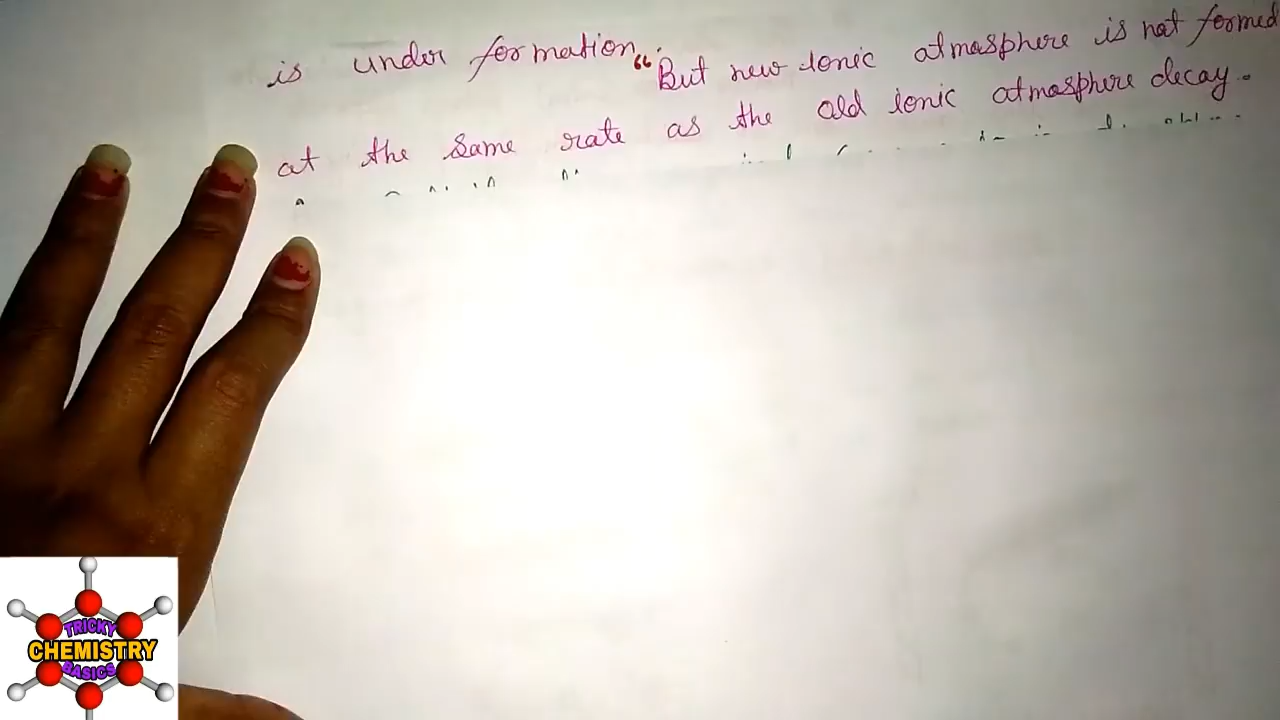 is under formation. “But new ionic atmosphere is not formed
at the same rate as the old ionic atmosphere decay.
TRICKY
CHEMISTRY
BASICS